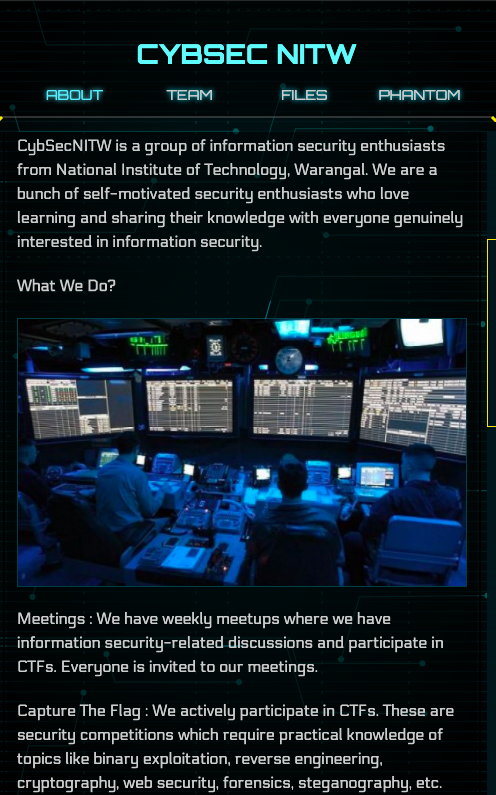 CYBSEC NITW
ABOUT TEAM FILES PHANTOM
CybSecNITW is a group of information security enthusiasts
from National Institute of Technology, Warangal. We are a
bunch of self-motivated security enthusiasts who love
learning and sharing their knowledge with everyone genuinely
interested in information security.
What We Do?
Meetings : We have weekly meetups where we have
information security-related discussions and participate in
CTFs. Everyone is invited to our meetings.
Capture The Flag : We actively participate in CTFs. These are
security competitions which require practical knowledge of
topics like binary exploitation, reverse engineering,
cryptography, web security, forensics, steganography, etc.